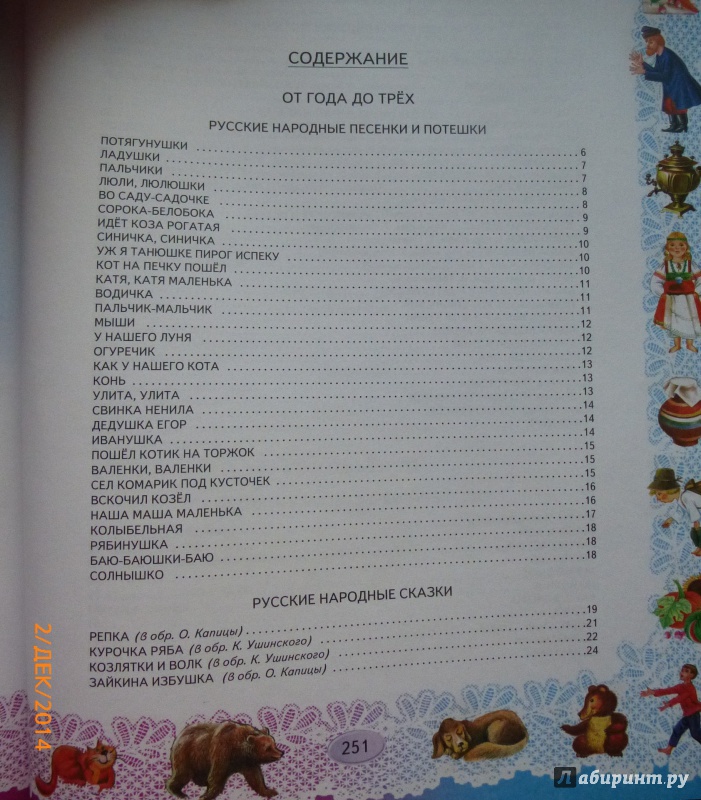 СОДЕРЖАНИЕ
ОТ ГОДА ДО ТРЁХ
РУССКИЕ НАРОДНЫЕ ПЕСЕНКИ И ПОТЕШКИ
ПОТЯГУНУШКИ ..... 6
ЛАДУШКИ ..... 7
ПАЛЬЧИКИ ..... 7
ЛЮЛИ, ЛЮЛЮШКИ ..... 8
ВО САДУ-САДОЧКЕ ..... 8
СОРОКА-БЕЛОБОКА ..... 9
ИДЁТ КОЗА РОГАТАЯ ..... 9
СИНИЧКА, СИНИЧКА ..... 10
УЖ Я ТАНЮШКЕ ПИРОГ ИСПЕКУ ..... 10
КОТ НА ПЕЧКУ ПОШЁЛ ..... 10
КАТЯ, КАТЯ МАЛЕНЬКА ..... 11
ВОДИЧКА ..... 11
ПАЛЬЧИК-МАЛЬЧИК ..... 11
МЫШИ ..... 12
У НАШЕГО ЛУНЯ ..... 12
ОГУРЕЧИК ..... 12
КАК У НАШЕГО КОТА ..... 13
КОНЬ ..... 13
УЛИТА, УЛИТА ..... 13
СВИНКА НЕНИЛА ..... 14
ДЕДУШКА ЕГОР ..... 14
ИВАНУШКА ..... 14
ПОШЁЛ КОТИК НА ТОРЖОК ..... 15
ВАЛЕНКИ, ВАЛЕНКИ ..... 15
СЕЛ КОМАРИК ПОД КУСТОЧЕК ..... 15
ВСКОЧИЛ КОЗЁЛ ..... 16
НАША МАША МАЛЕНЬКА ..... 16
КОЛЫБЕЛЬНАЯ ..... 17
РЯБИНУШКА ..... 18
БАЮ-БАЮШКИ-БАЮ ..... 18
СОЛНЫШКО ..... 18
РУССКИЕ НАРОДНЫЕ СКАЗКИ
РЕПКА (в обр. О. Капицы) ..... 19
КУРОЧКА РЯБА (в обр. К. Ушинского) ..... 21
КОЗЛЯТКИ И ВОЛК (в обр. К. Ушинского) ..... 22
ЗАЙКИНА ИЗБУШКА (в обр. О. Капицы) ..... 24
251
2/ДЕК/2014
Лабиринт.ру